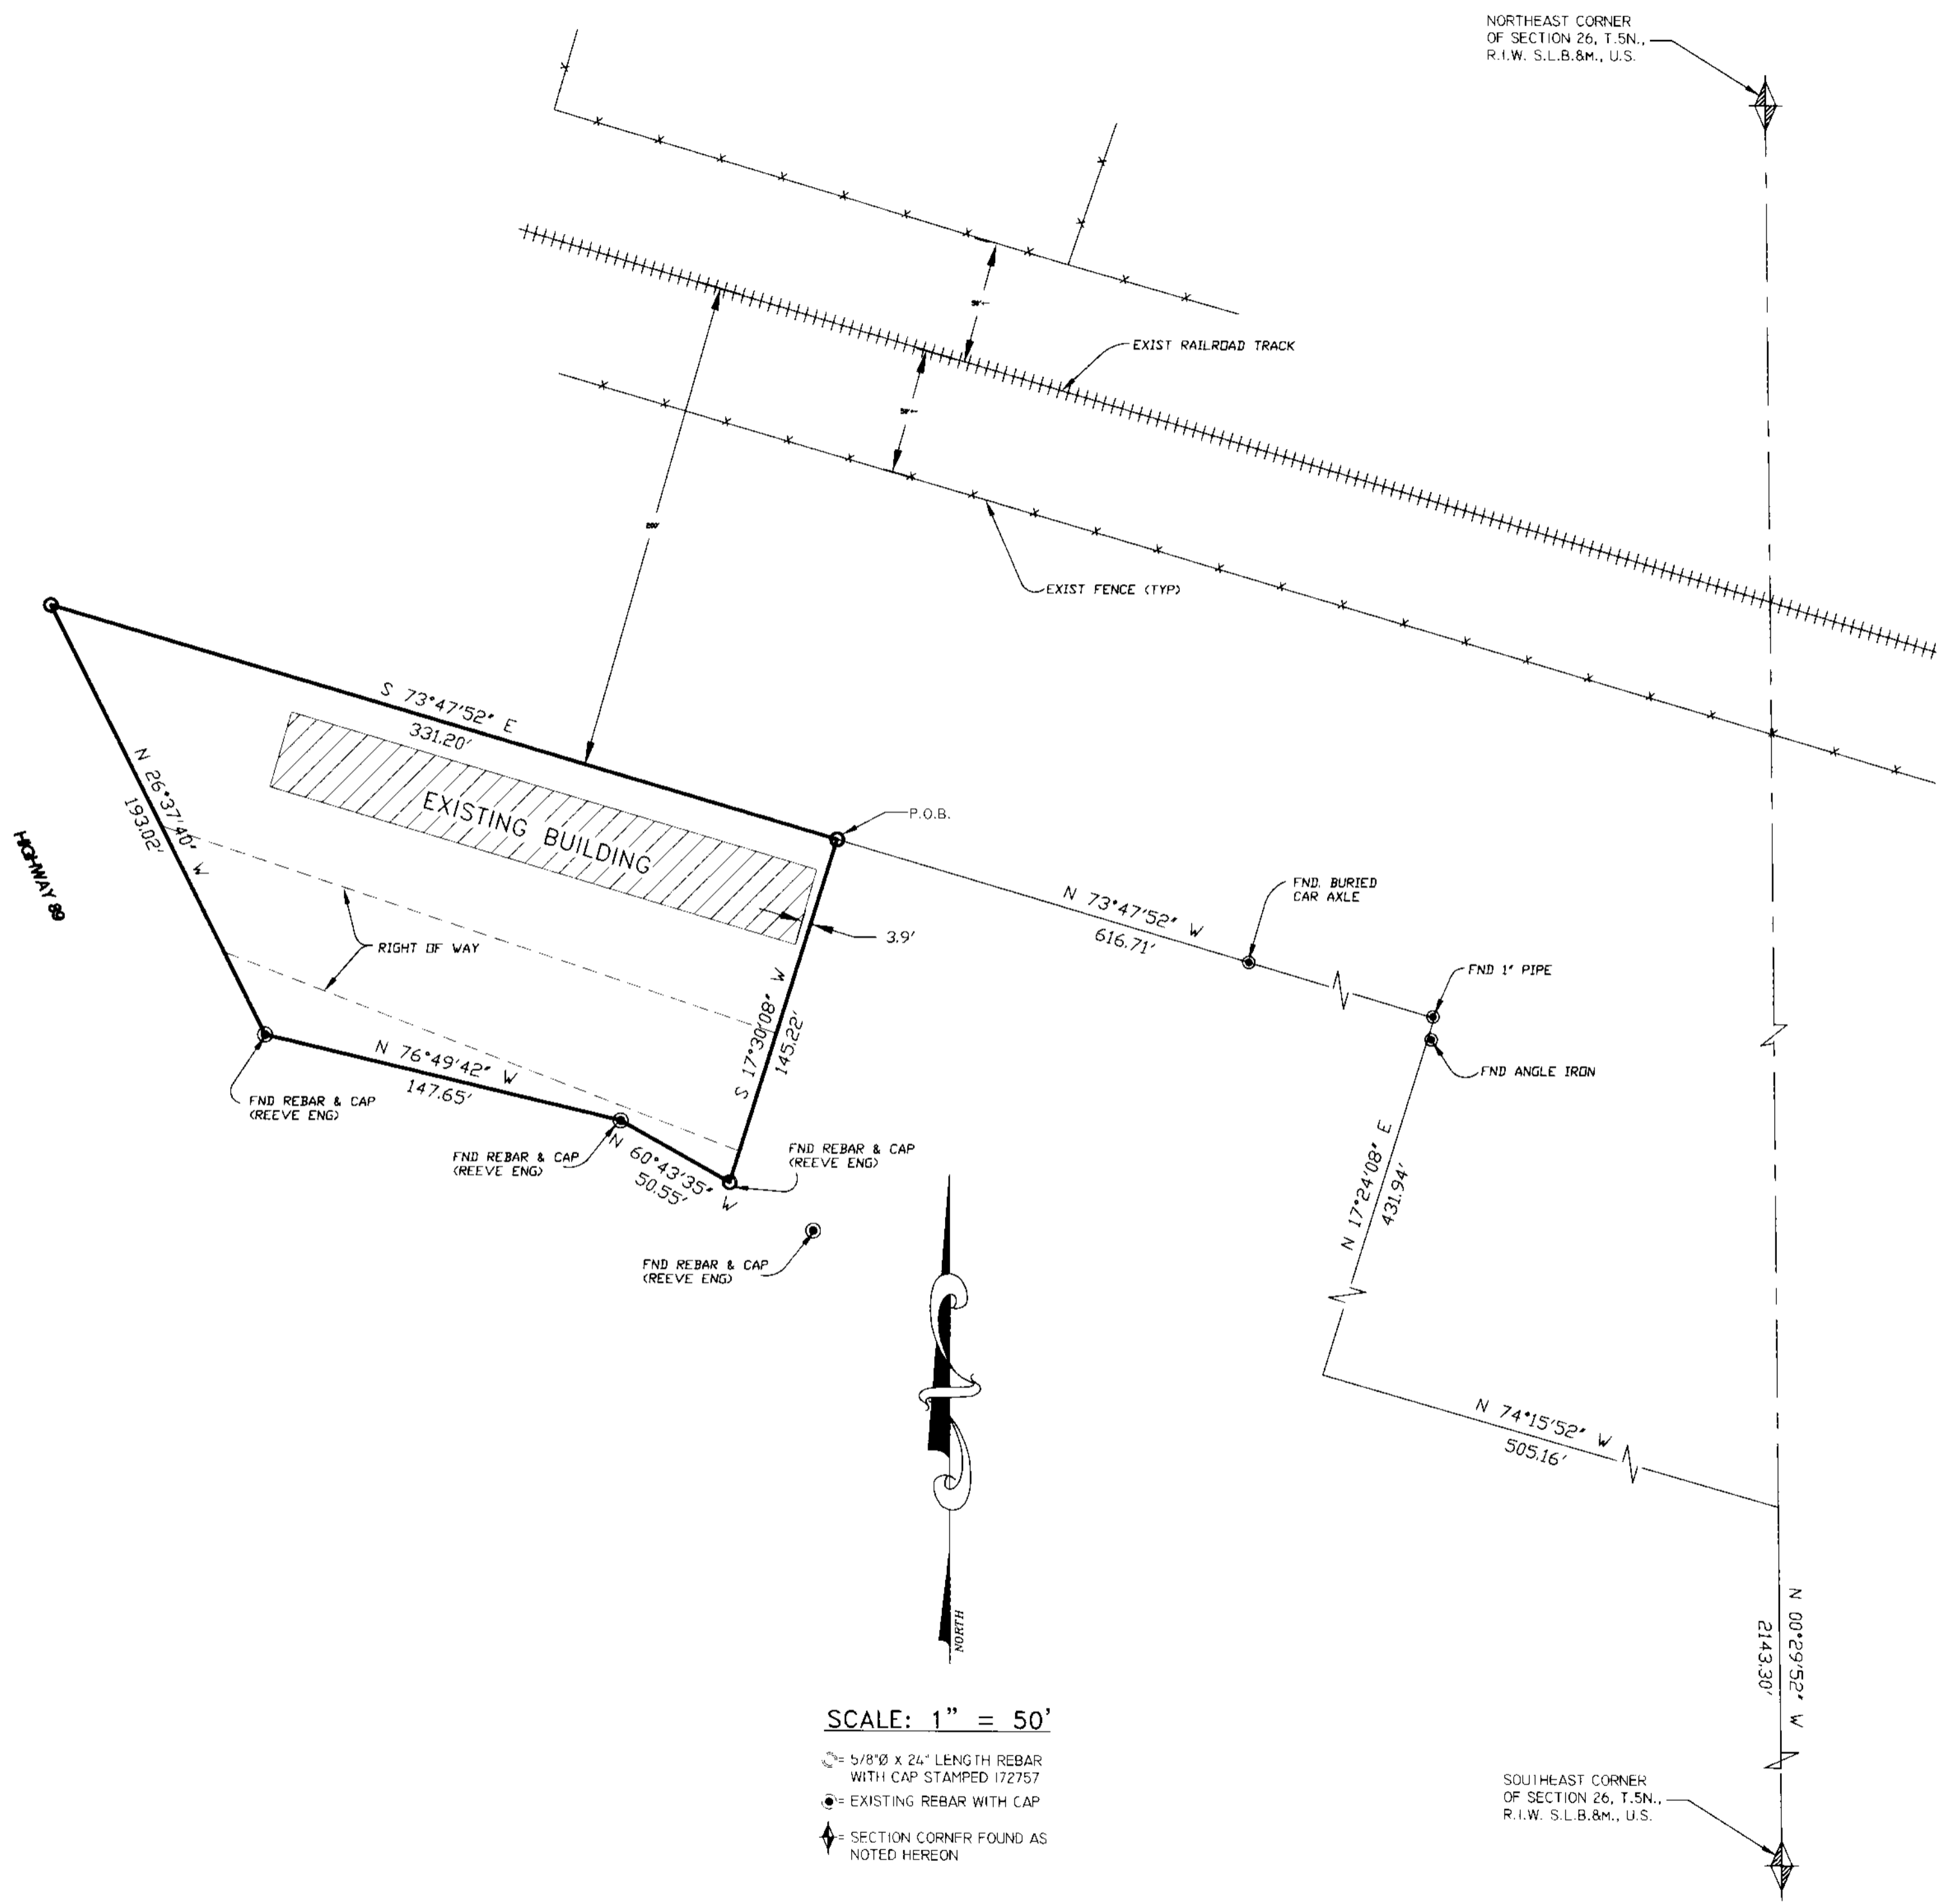 NORTHEAST CORNER
OF SECTION 26, T.5N.,
R.1.W. S.L.B.&M., U.S.
EXIST RAILROAD TRACK
200'
EXIST FENCE (TYP)
S 73°47'52" E
331.20'
EXISTING BUILDING
P.O.B.
N 26°37'40" W
193.02'
HIGHWAY 89
RIGHT OF WAY
3.9'
N 73°47'52" W
616.71'
FND. BURIED
CAR AXLE
FND 1" PIPE
FND ANGLE IRON
S 17°30'08" W
145.22'
N 76°49'42" W
147.65'
FND REBAR & CAP
(REEVE ENG)
FND REBAR & CAP
(REEVE ENG)
N 60°43'35" W
50.55'
FND REBAR & CAP
(REEVE ENG)
FND REBAR & CAP
(REEVE ENG)
N 17°24'08" E
431.94'
N 74°15'52" W
505.16'
N 00°29'52" W
2143.30'
NORTH
SCALE: 1" = 50'
= 5/8"Ø X 24" LENGTH REBAR
WITH CAP STAMPED 172757
= EXISTING REBAR WITH CAP
= SECTION CORNER FOUND AS
NOTED HEREON
SOUTHEAST CORNER
OF SECTION 26, T.5N.,
R.1.W. S.L.B.&M., U.S.